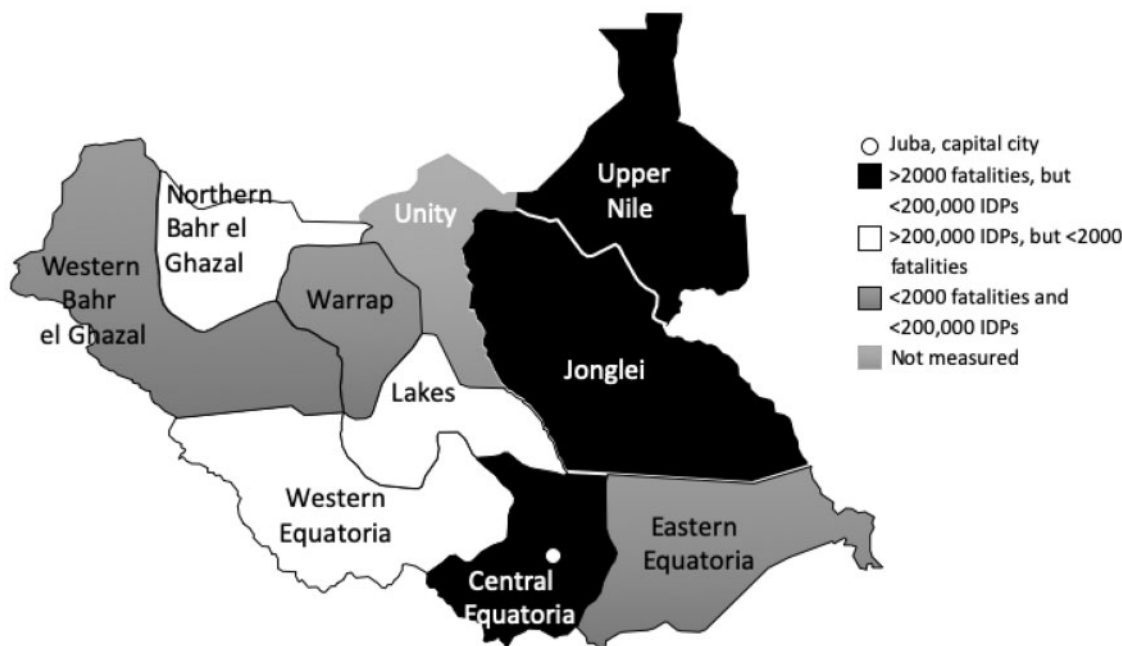 Northern
Bahr el
Ghazal
Western
Bahr
el Ghazal
Warrap
Unity
Upper
Nile
Jonglei
Lakes
Western
Equatoria
Central
Equatoria
Eastern
Equatoria
Juba, capital city
>2000 fatalities, but
<200,000 IDPs
>200,000 IDPs, but <2000
fatalities
<2000 fatalities and
<200,000 IDPs
Not measured